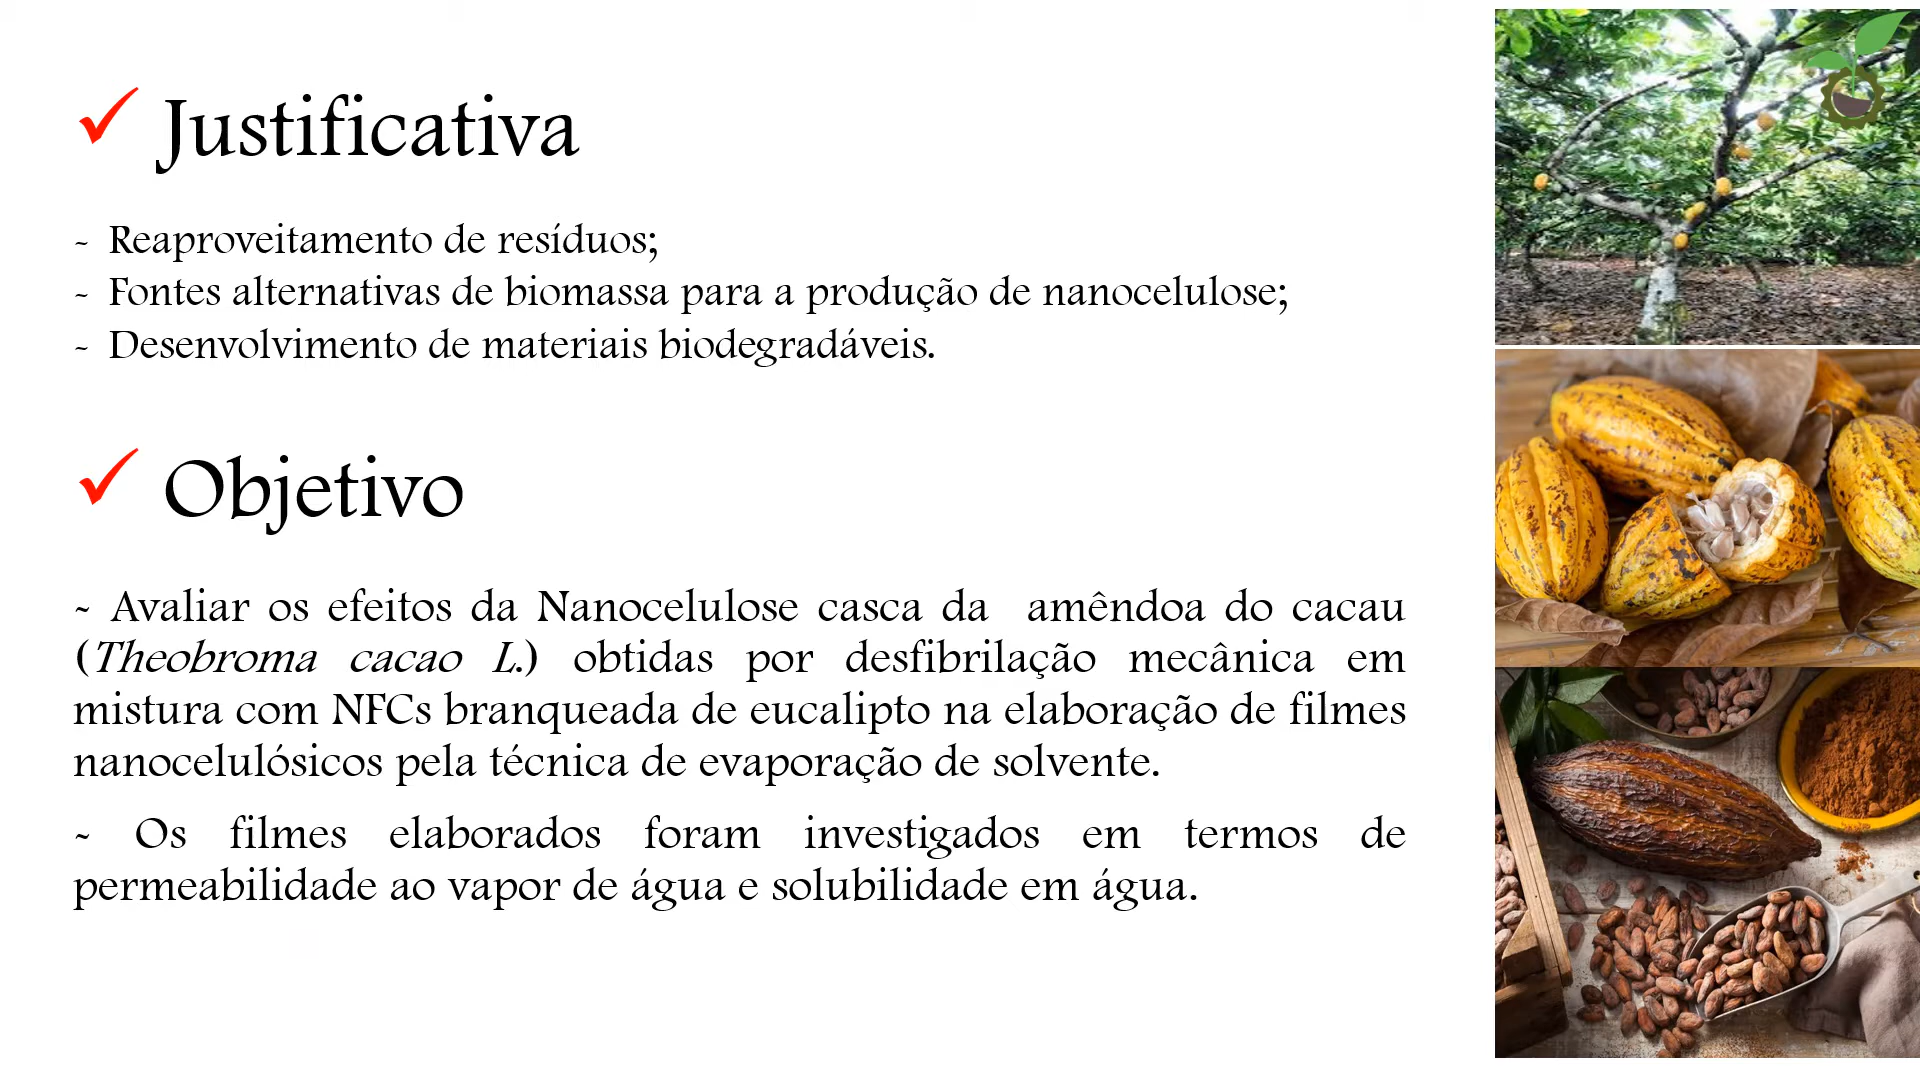 ✓ Justificativa
- Reaproveitamento de resíduos;
- Fontes alternativas de biomassa para a produção de nanocelulose;
- Desenvolvimento de materiais biodegradáveis.
✓ Objetivo
- Avaliar os efeitos da Nanocelulose casca da amêndoa do cacau
(Theobroma cacao L.) obtidas por desfibrilação mecânica em
mistura com NFCs branqueada de eucalipto na elaboração de filmes
nanocelulósicos pela técnica de evaporação de solvente.
- Os filmes elaborados foram investigados em termos de
permeabilidade ao vapor de água e solubilidade em água.